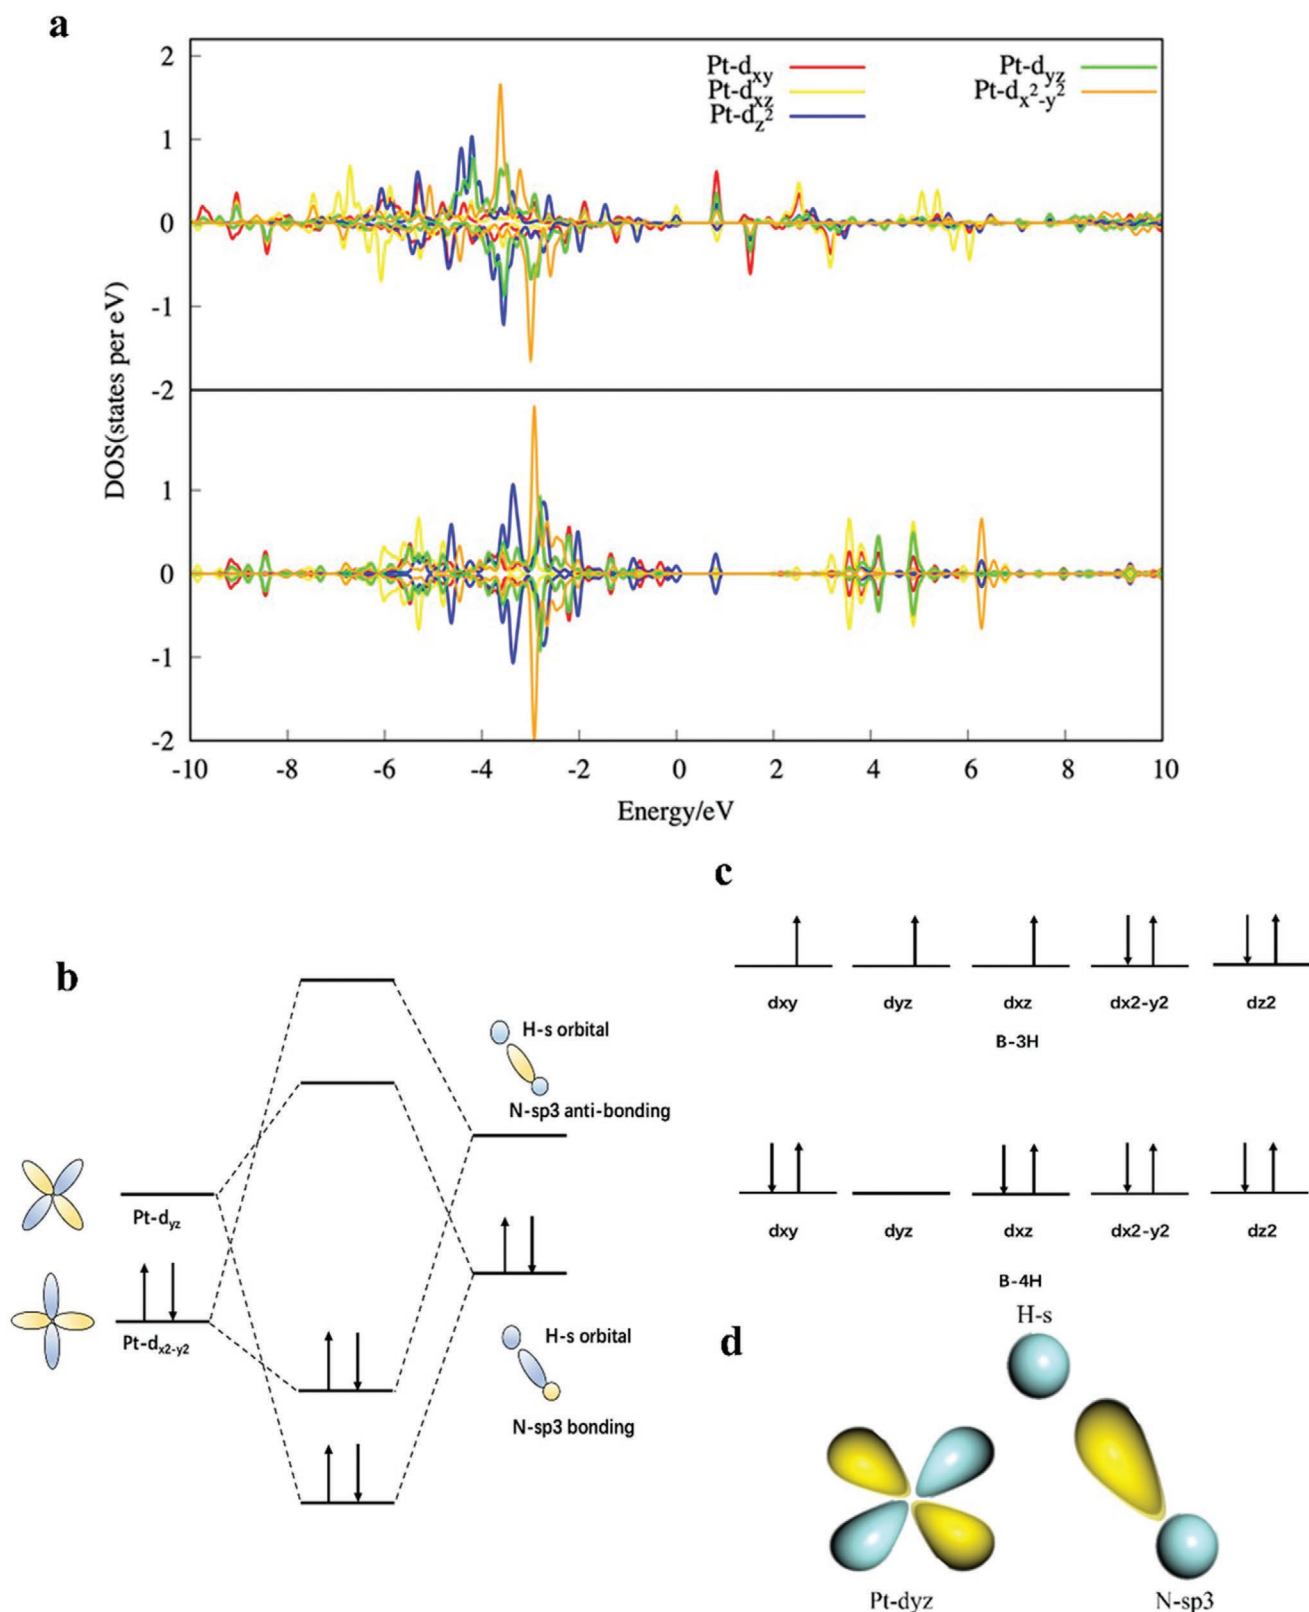 a
2
Pt-dxy
Pt-dyz
Pt-dxz
Pt-dx²-y²
Pt-dz²
1
0
-1
-2
DOS(states per eV)
1
0
-1
-2
-10 -8 -6 -4 -2 0 2 4 6 8 10
Energy/eV
c
dxy dyz dxz dx2-y2 dz2
B-3H
b
H-s orbital
N-sp3 anti-bonding
Pt-dyz
Pt-dx2-y2
H-s orbital
N-sp3 bonding
dxy dyz dxz dx2-y2 dz2
B-4H
d
H-s
Pt-dyz
N-sp3